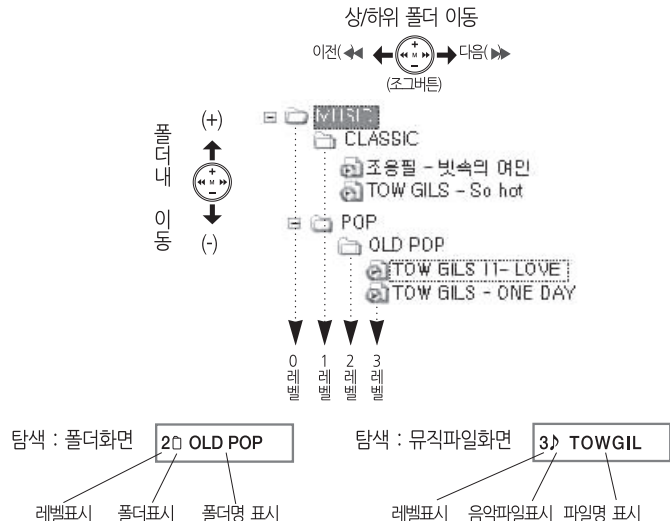 상/하위 폴더 이동
이전( 다음(
(조그버튼)
폴더내 이동
(+)
(-)
MUSIC
CLASSIC
조용필 - 빗속의 여인
TOW GILS - So hot
POP
OLD POP
TOW GILS 11- LOVE
TOW GILS - ONE DAY
0 레벨
1 레벨
2 레벨
3 레벨
탐색 : 폴더화면
2 OLD POP
레벨표시 폴더표시 폴더명 표시
탐색 : 뮤직파일화면
3♪ TOWGIL
레벨표시 음악파일표시 파일명 표시